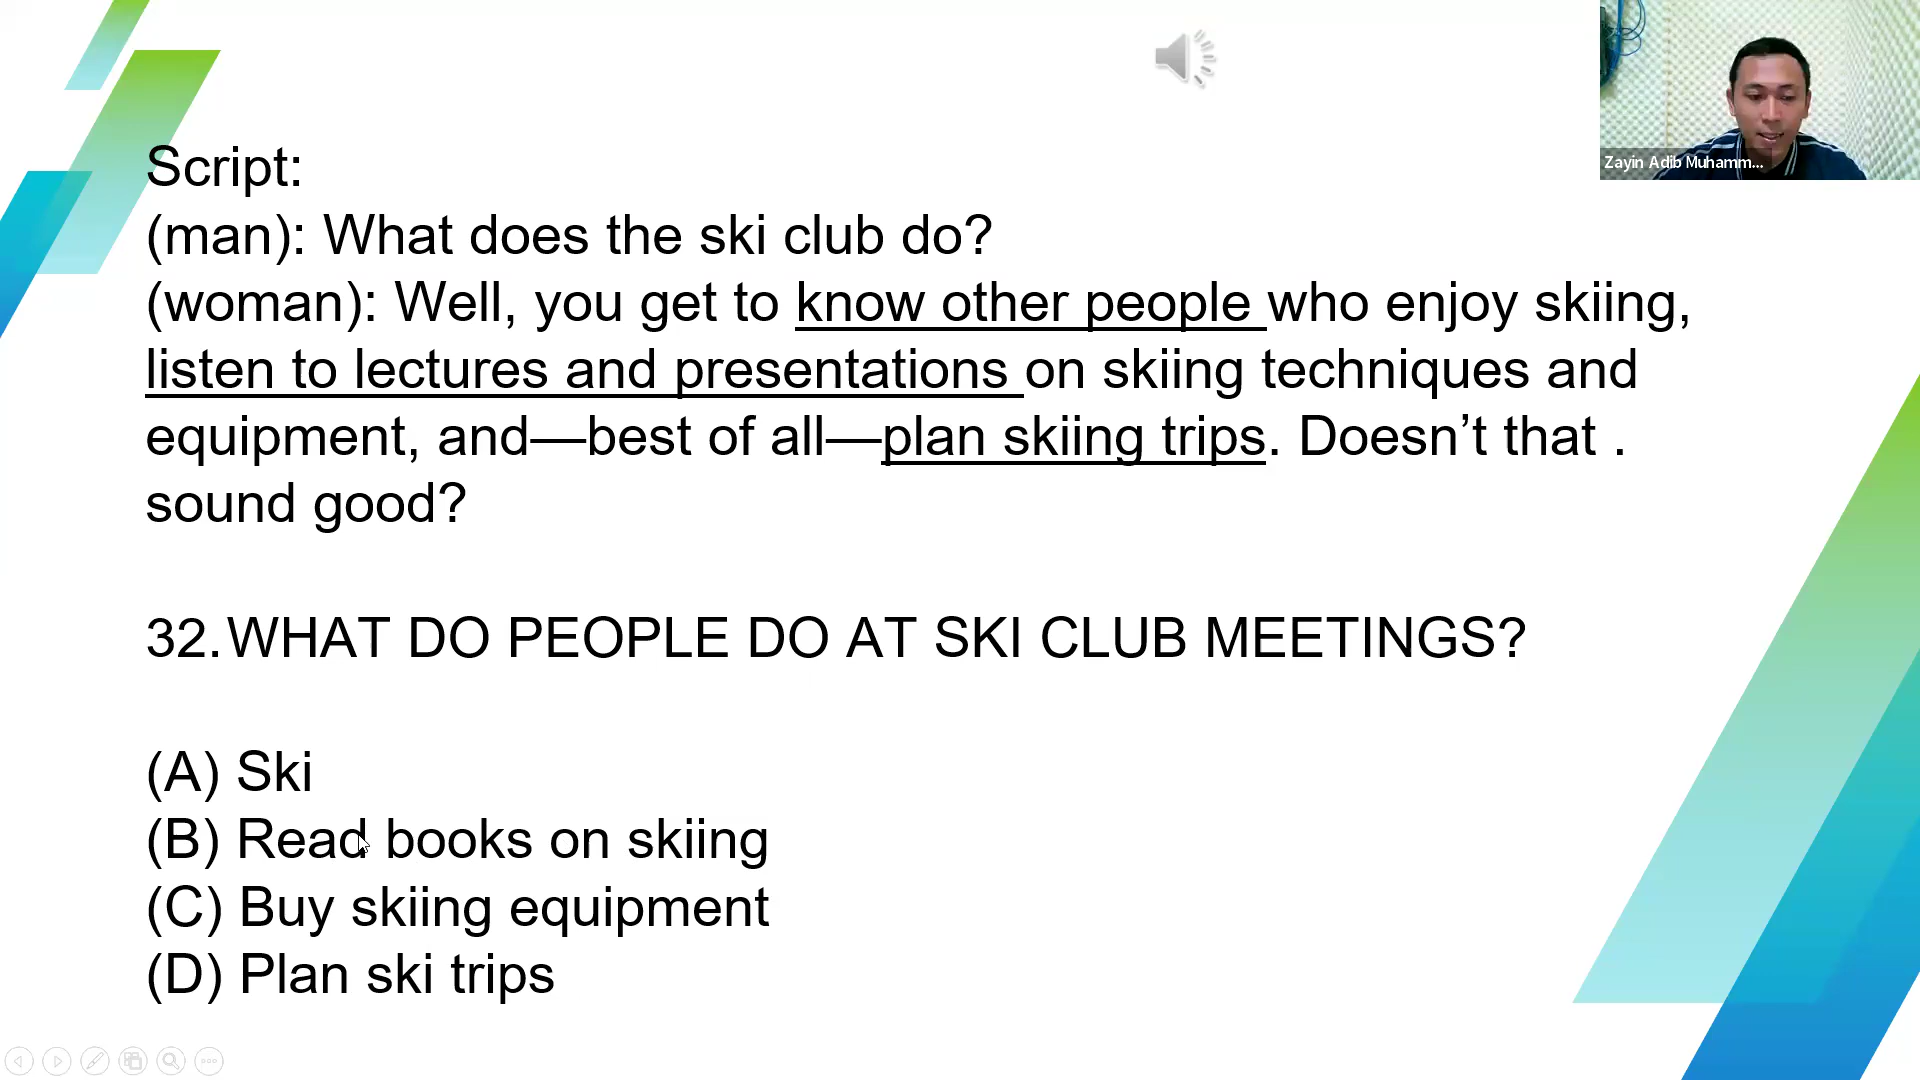 Script:
(man): What does the ski club do?
(woman): Well, you get to know other people who enjoy skiing,
listen to lectures and presentations on skiing techniques and
equipment, and—best of all—plan skiing trips. Doesn’t that .
sound good?
32. WHAT DO PEOPLE DO AT SKI CLUB MEETINGS?
(A) Ski
(B) Read books on skiing
(C) Buy skiing equipment
(D) Plan ski trips
Zayin Adib Muhamm...